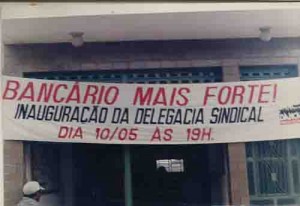 BANCÁRIO MAIS FORTE!
INAUGURAÇÃO DA DELEGACIA SINDICAL
DIA 10/05 ÀS 19H.